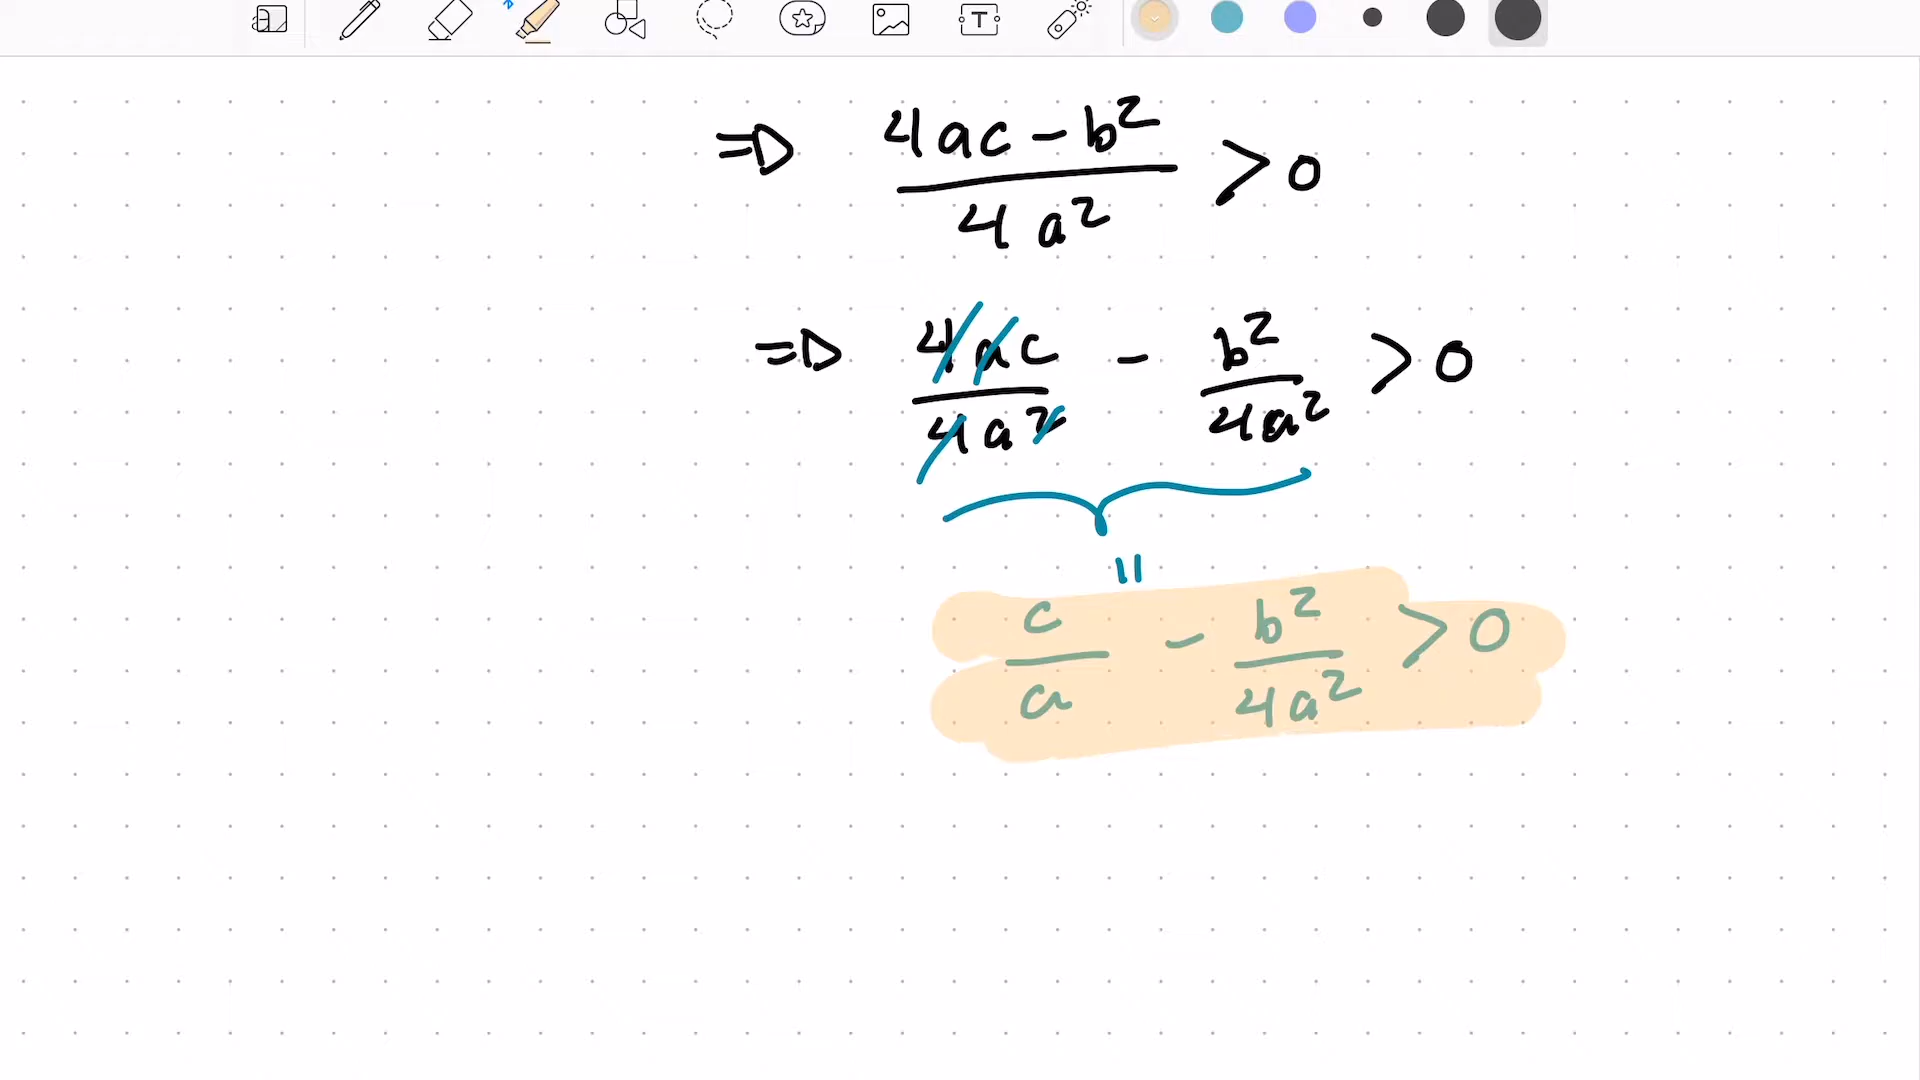 ⇒ (4ac - b²)/(4a²) > 0
⇒ 4ac/4a² - b²/4a² > 0
=
c/a - b²/4a² > 0